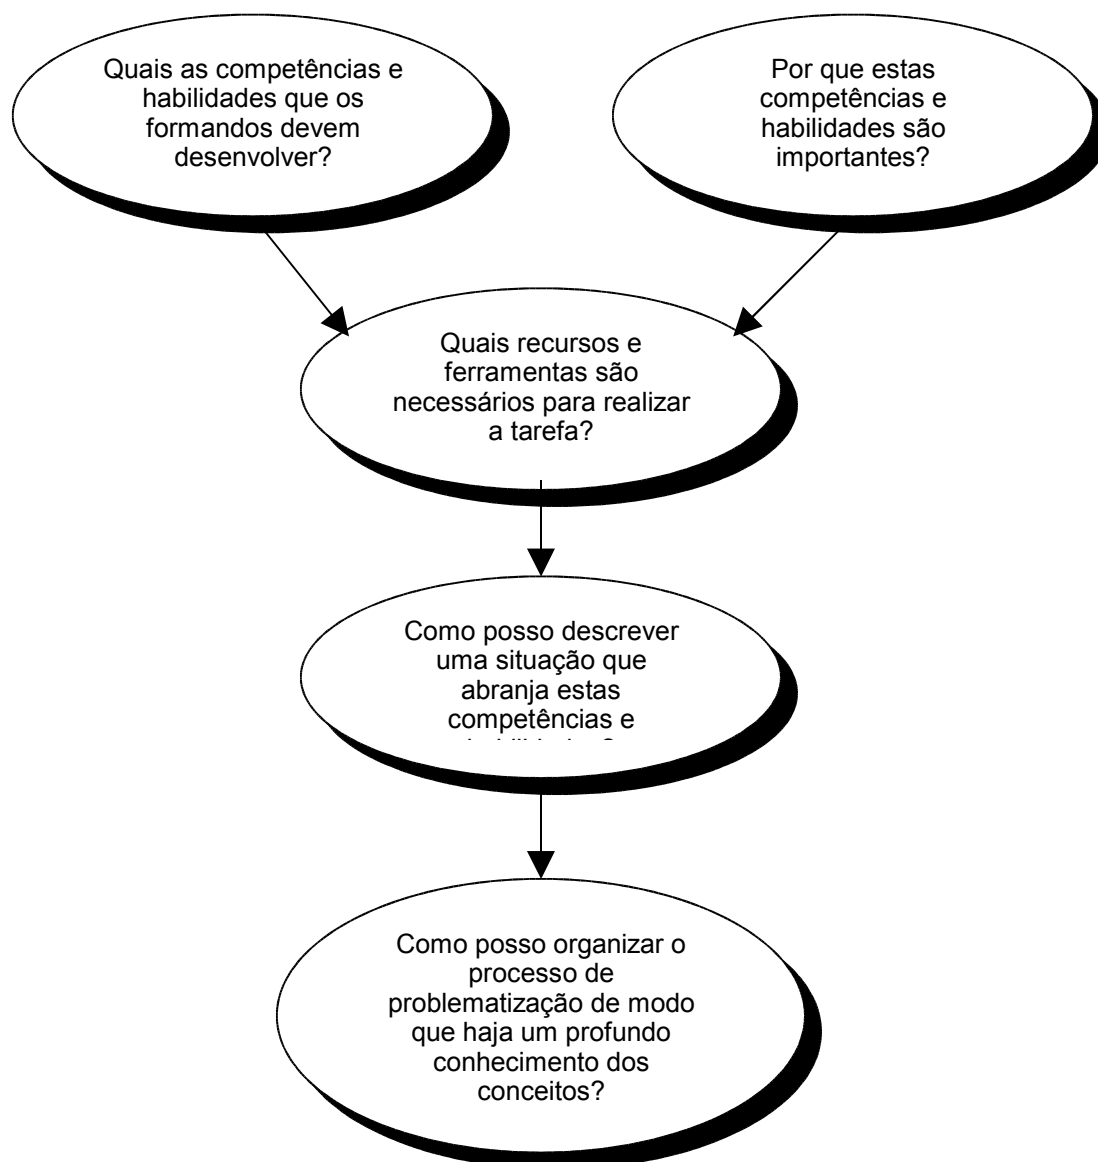 Quais as competências e
habilidades que os
formandos devem
desenvolver?
Por que estas
competências e
habilidades são
importantes?
Quais recursos e
ferramentas são
necessários para realizar
a tarefa?
Como posso descrever
uma situação que
abranja estas
competências e
Como posso organizar o
processo de
problematização de modo
que haja um profundo
conhecimento dos
conceitos?